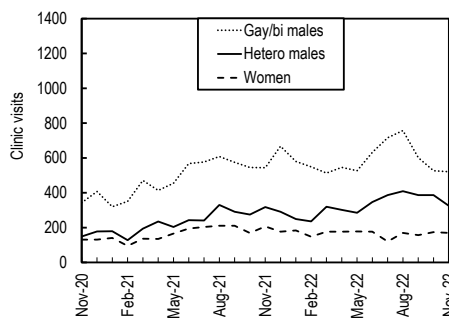 1400
1200
1000
800
600
400
200
0
Clinic visits
Gay/bi males
Hetero males
Women
Nov-20
Feb-21
May-21
Aug-21
Nov-21
Feb-22
May-22
Aug-22